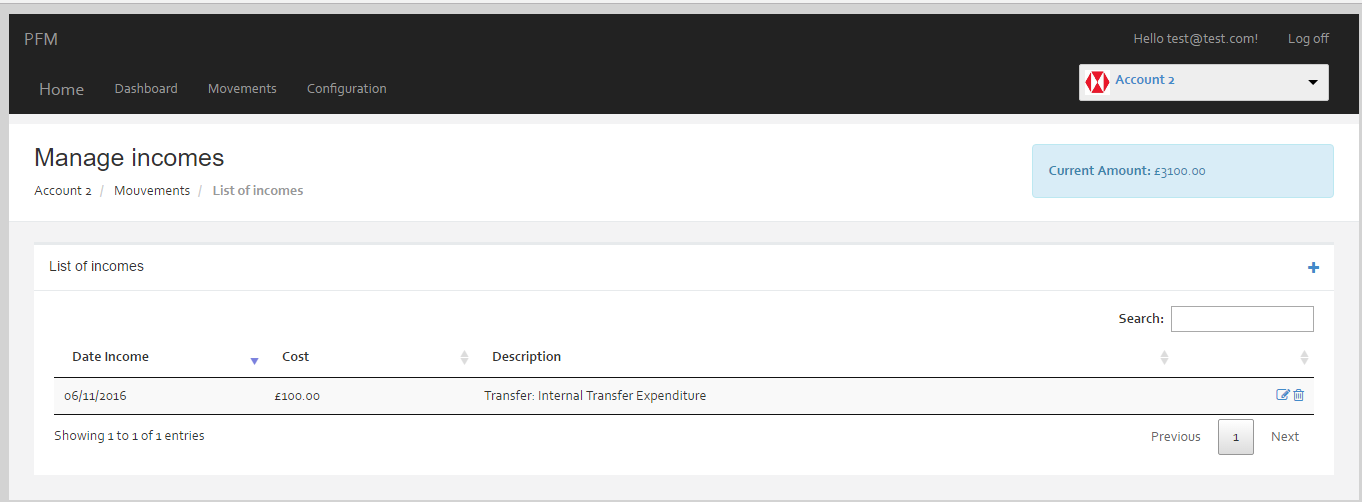 PFM
Hello test@test.com! Log off
Home Dashboard Movements Configuration
Account 2
Manage incomes
Account 2 / Mouvements / List of incomes
Current Amount: £3100.00
List of incomes
Search:
Date Income Cost Description
06/11/2016 £100.00 Transfer: Internal Transfer Expenditure
Showing 1 to 1 of 1 entries
Previous 1 Next